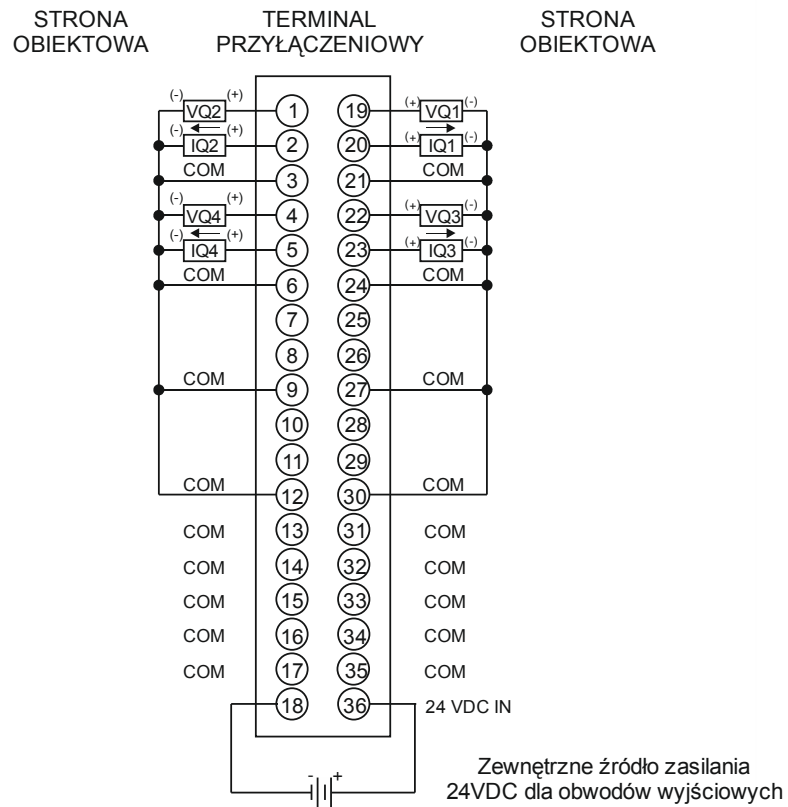 STRONA OBIEKTOWA
TERMINAL PRZYŁĄCZENIOWY
STRONA OBIEKTOWA
(-) VQ2 (+) 1 19 (+) VQ1 (-)
(-) IQ2 (+) 2 20 (+) IQ1 (-)
COM 3 21 COM
(-) VQ4 (+) 4 22 (+) VQ3 (-)
(-) IQ4 (+) 5 23 (+) IQ3 (-)
COM 6 24 COM
7 25
8 26
COM 9 27 COM
10 28
11 29
COM 12 30 COM
COM 13 31 COM
COM 14 32 COM
COM 15 33 COM
COM 16 34 COM
COM 17 35 COM
18 36 24 VDC IN
- +
Zewnętrzne źródło zasilania
24VDC dla obwodów wyjściowych